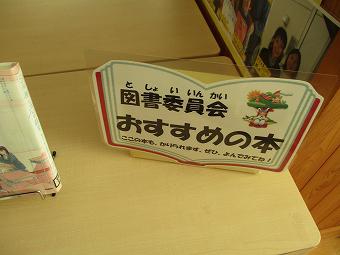 と しょ い いん かい
図書委員会
おすすめの本
ここの本も、かりられます。ぜひ、よんでみてね！